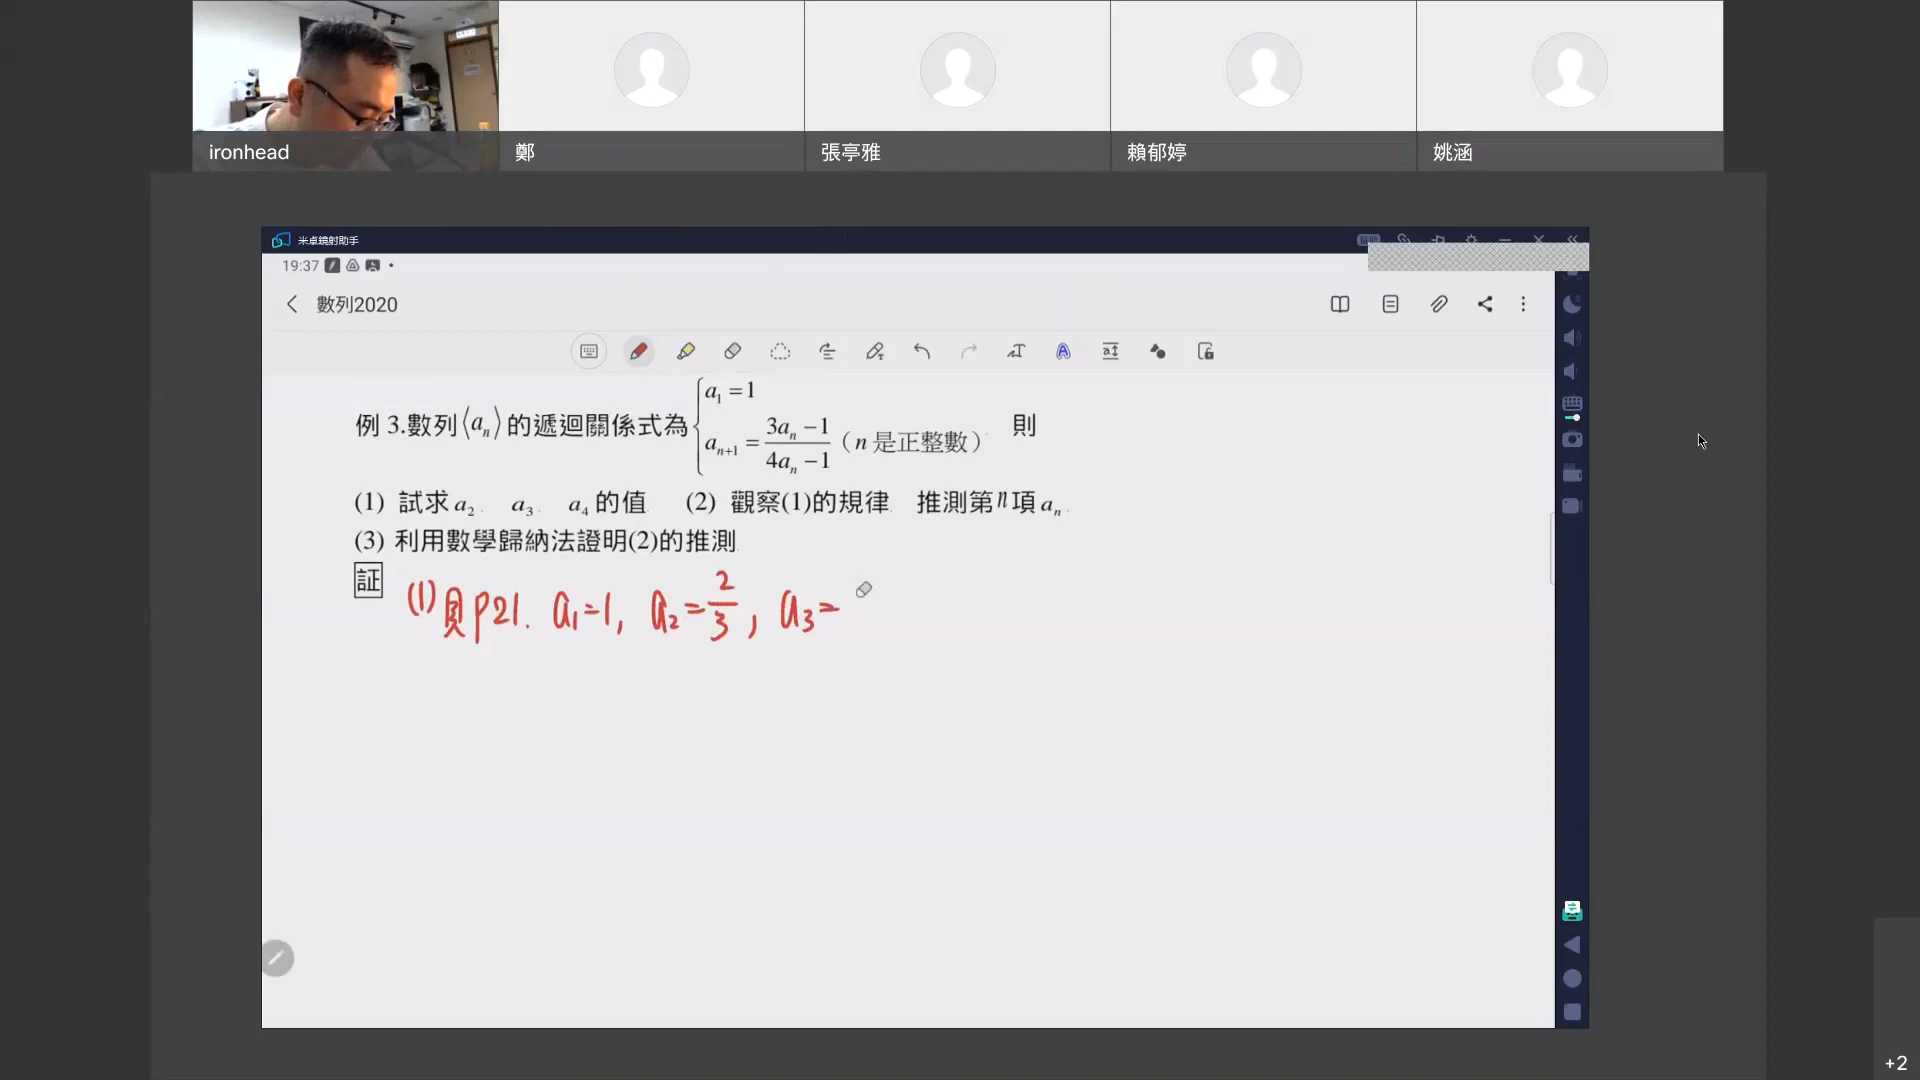 ironhead
鄭
張亭雅
賴郁婷
姚涵
米卓鏡射助手
19:37
數列2020
例 3.數列⟨aₙ⟩的遞迴關係式為 { a₁ = 1
aₙ₊₁ = (3aₙ − 1)/(4aₙ − 1) (n 是正整數) 則
(1) 試求 a₂ a₃ a₄ 的值 (2) 觀察(1)的規律 推測第n項 aₙ
(3) 利用數學歸納法證明(2)的推測
証
(1) P21. a₁=1, a₂=2/3, a₃=
+2